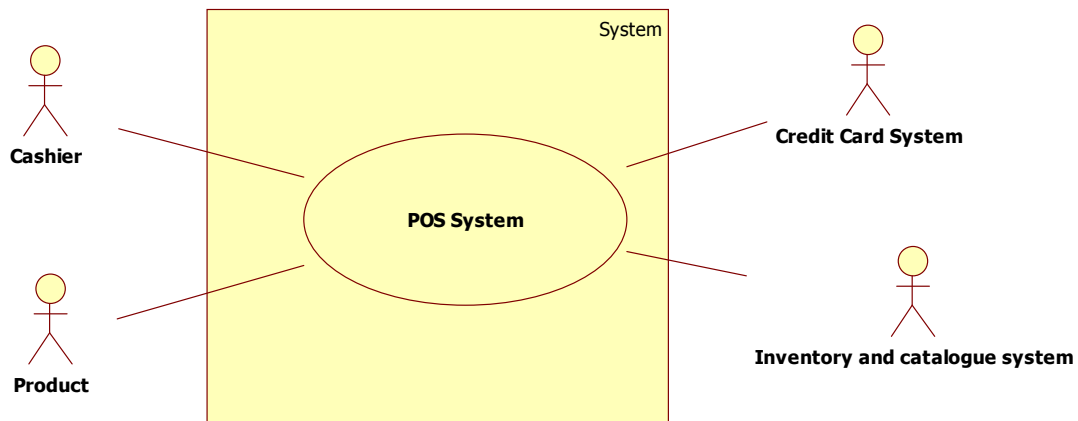 System
Cashier
Credit Card System
POS System
Product
Inventory and catalogue system